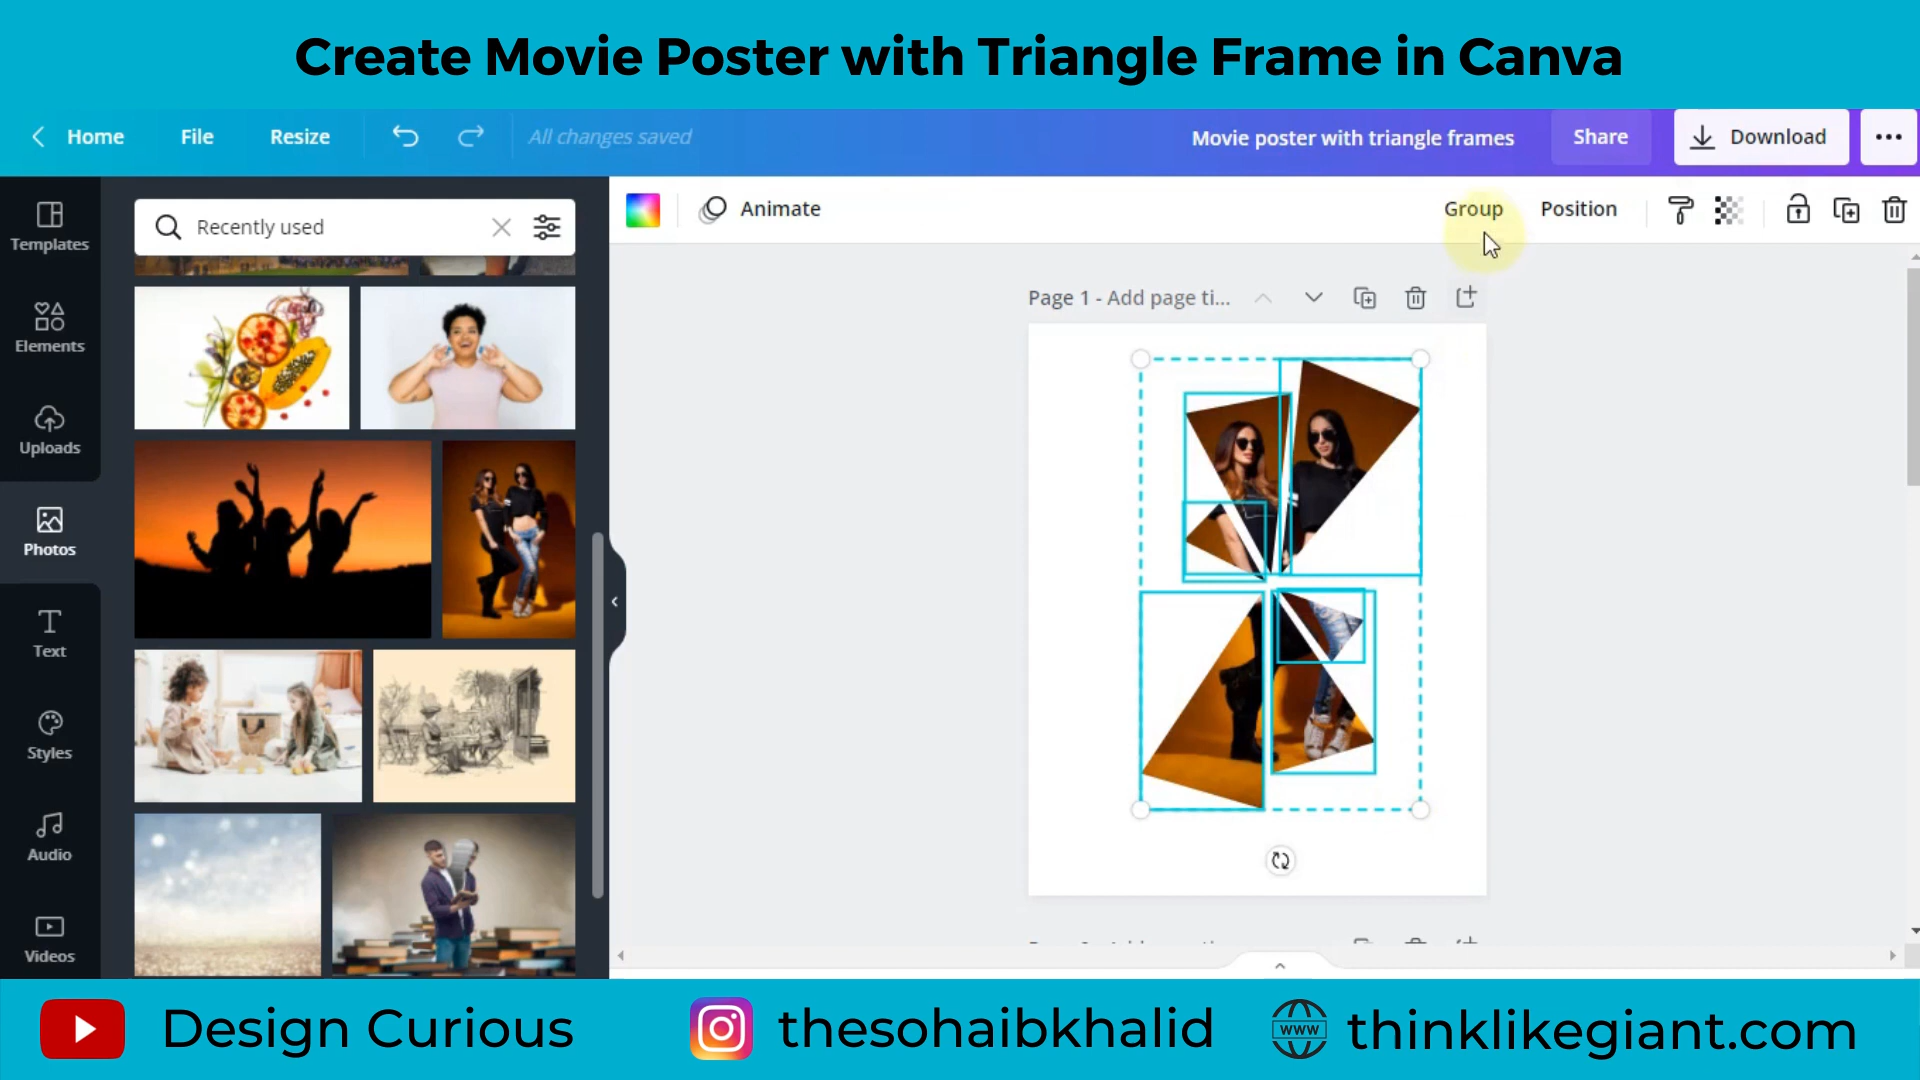 Create Movie Poster with Triangle Frame in Canva
Home File Resize All changes saved Movie poster with triangle frames Share Download
Templates
Elements
Uploads
Photos
Text
Styles
Audio
Videos
Recently used
Animate Group Position
Page 1 - Add page ti...
Design Curious thesohaibkhalid www thinklikegiant.com